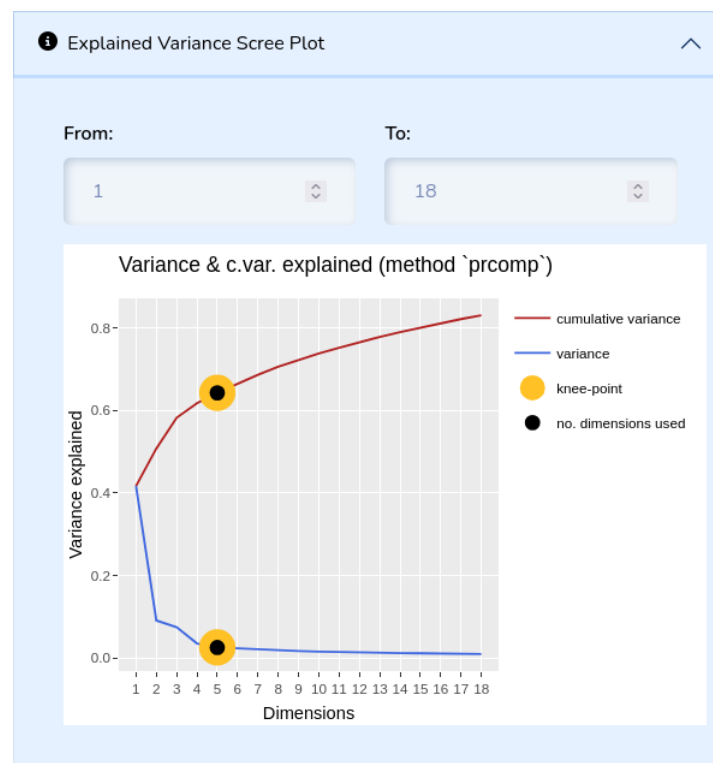 Explained Variance Scree Plot
From:
To:
1
18
Variance & c.var. explained (method `prcomp`)
0.8
0.6
0.4
0.2
0.0
Variance explained
1 2 3 4 5 6 7 8 9 10 11 12 13 14 15 16 17 18
Dimensions
cumulative variance
variance
knee-point
no. dimensions used